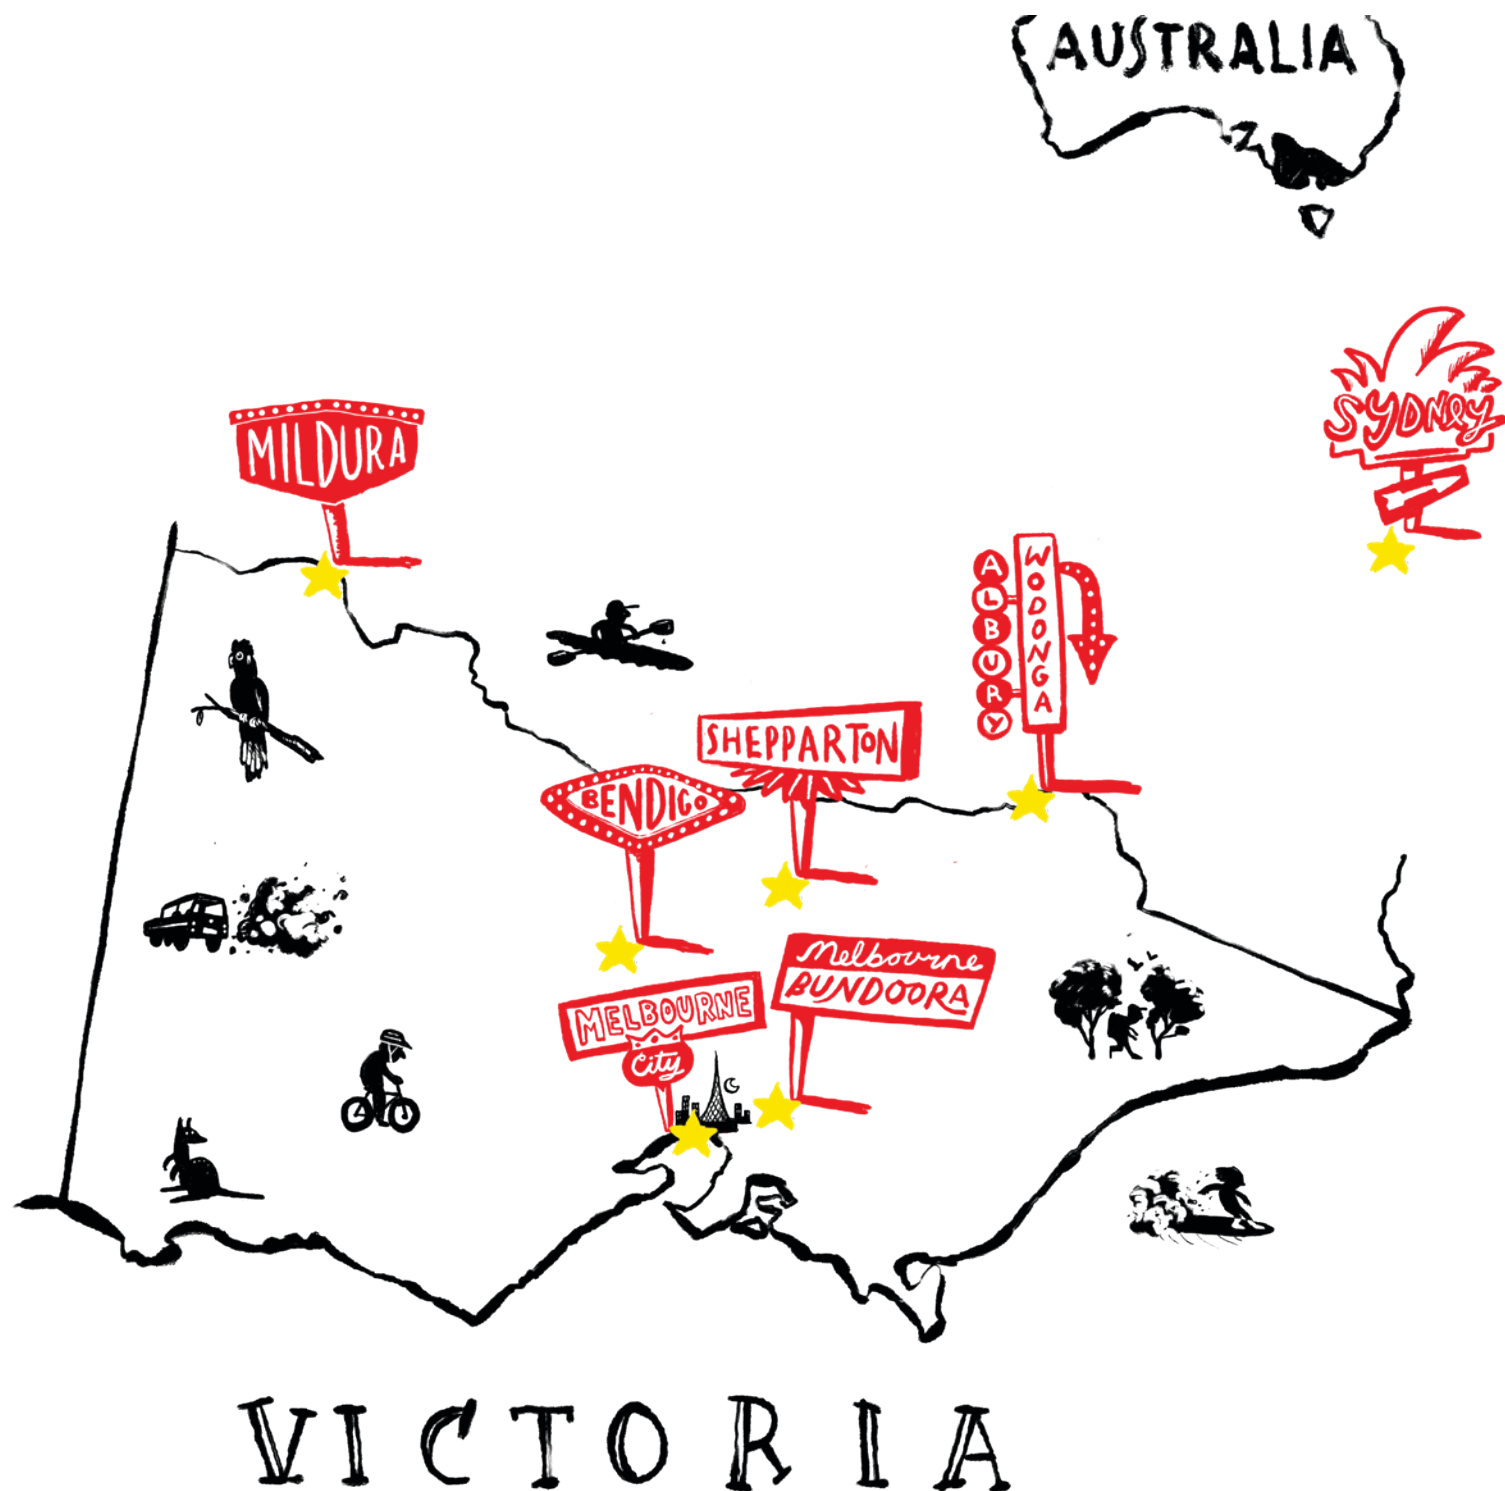 AUSTRALIA
SYDNEY
MILDURA
ALBURY
WODONGA
SHEPPARTON
BENDIGO
Melbourne
BUNDOORA
MELBOURNE
City
VICTORIA